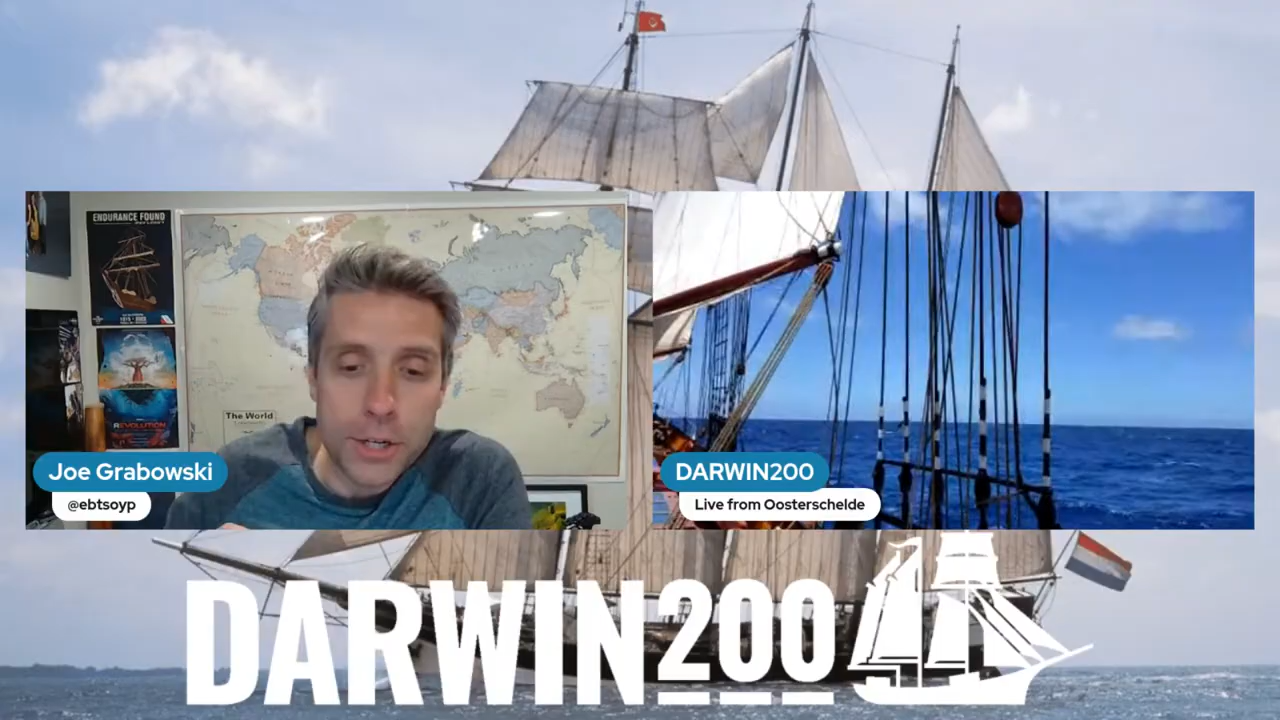 ENDURANCE FOUND
The World
REVOLUTION
Joe Grabowski
@ebtsoyp
DARWIN200
Live from Oosterschelde
DARWIN200